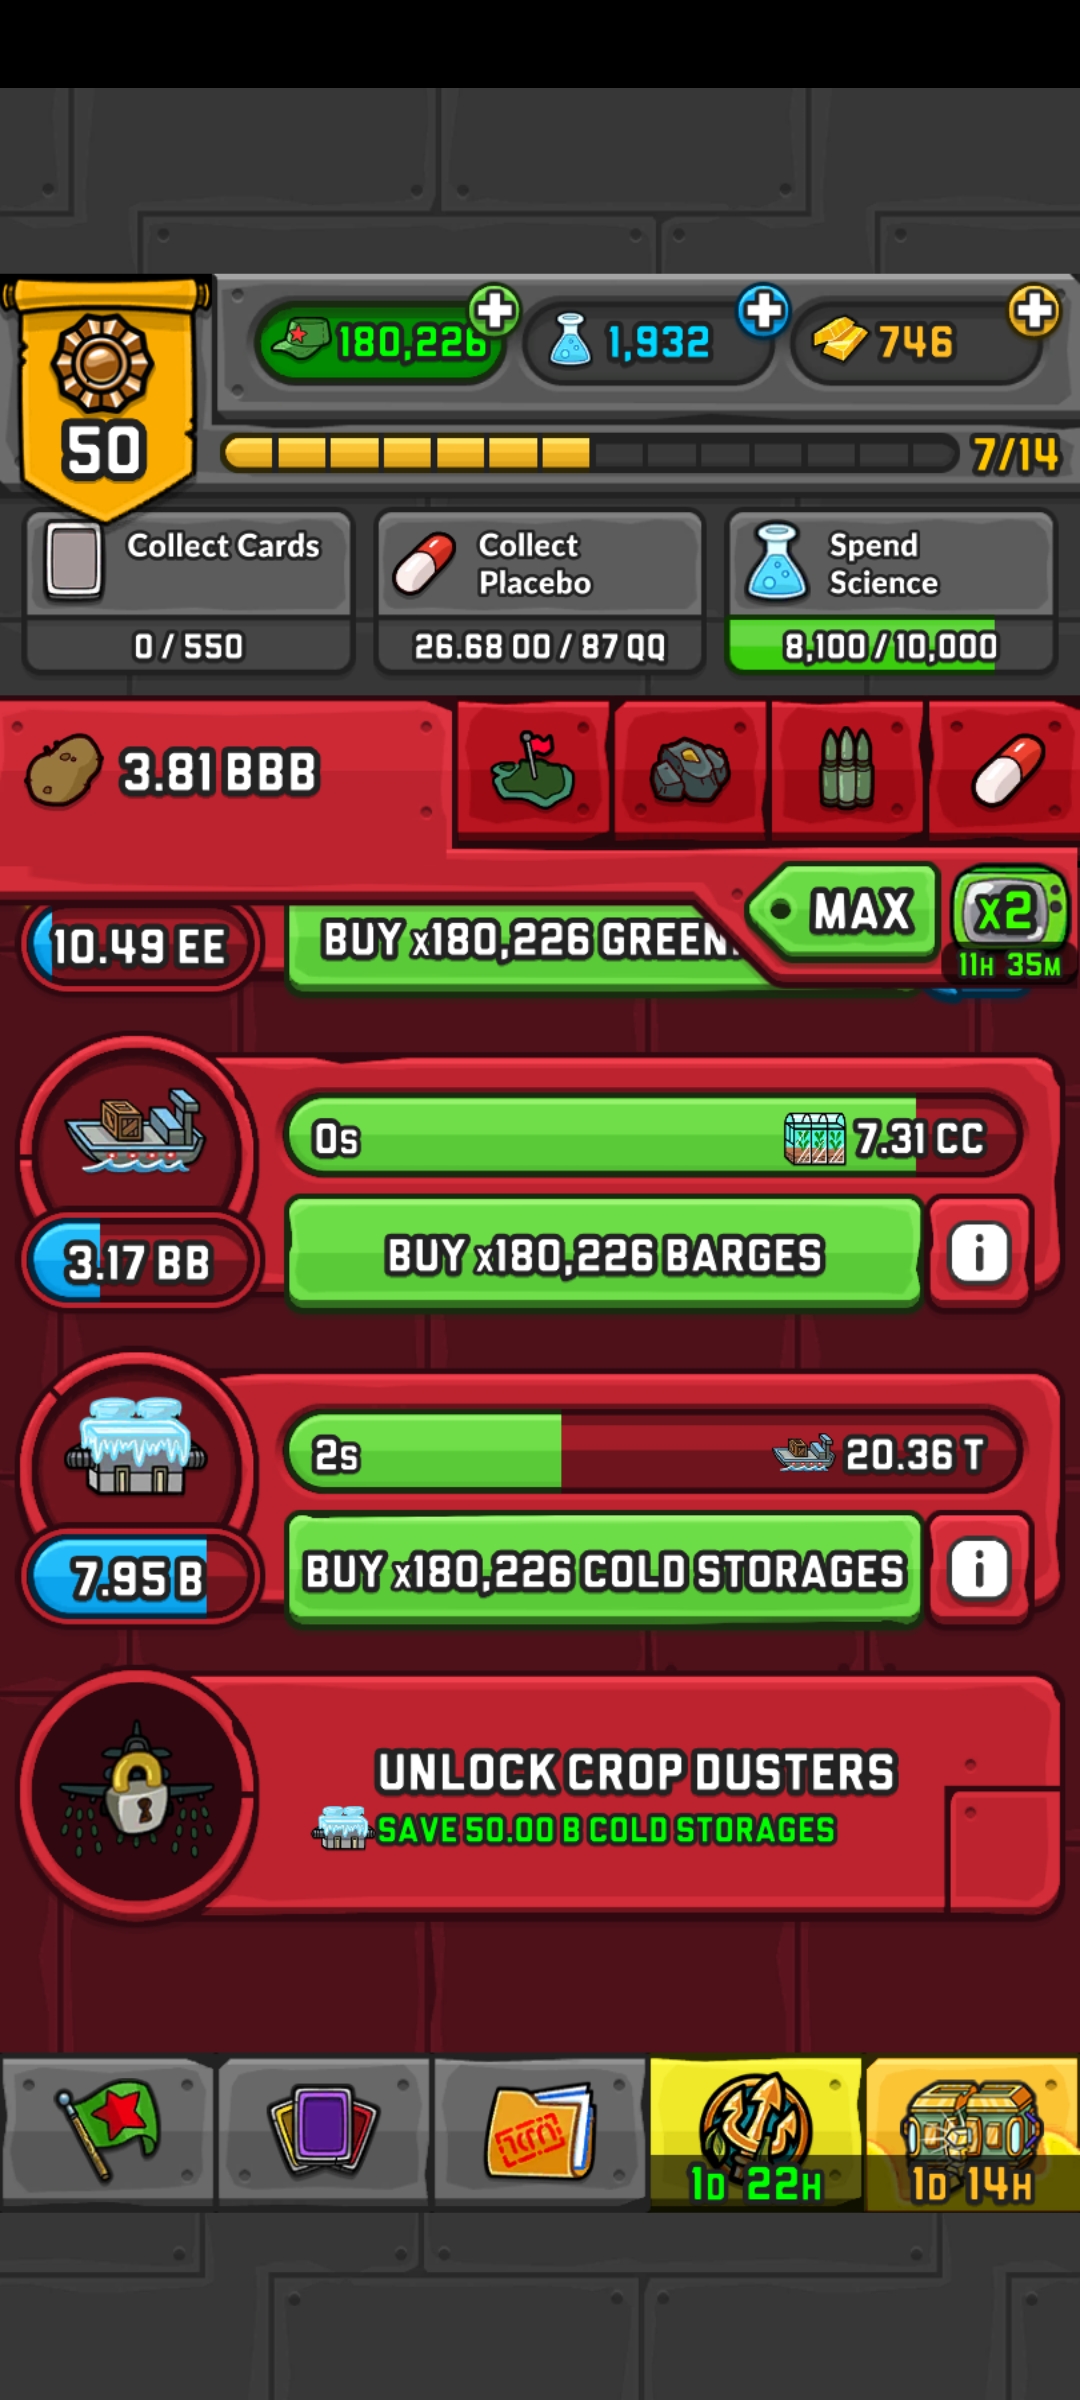 50
180,226
1,932
746
7/14
Collect Cards
0 / 550
Collect
Placebo
26.68 OO / 87 QQ
Spend
Science
8,100 / 10,000
3.81 BBB
MAX
x2
11H 35M
10.49 EE
BUY x180,226 GREEN
0s
7.31 CC
3.17 BB
BUY x180,226 BARGES
i
2s
20.36 T
7.95 B
BUY x180,226 COLD STORAGES
i
UNLOCK CROP DUSTERS
SAVE 50.00 B COLD STORAGES
1D 22H
1D 14H